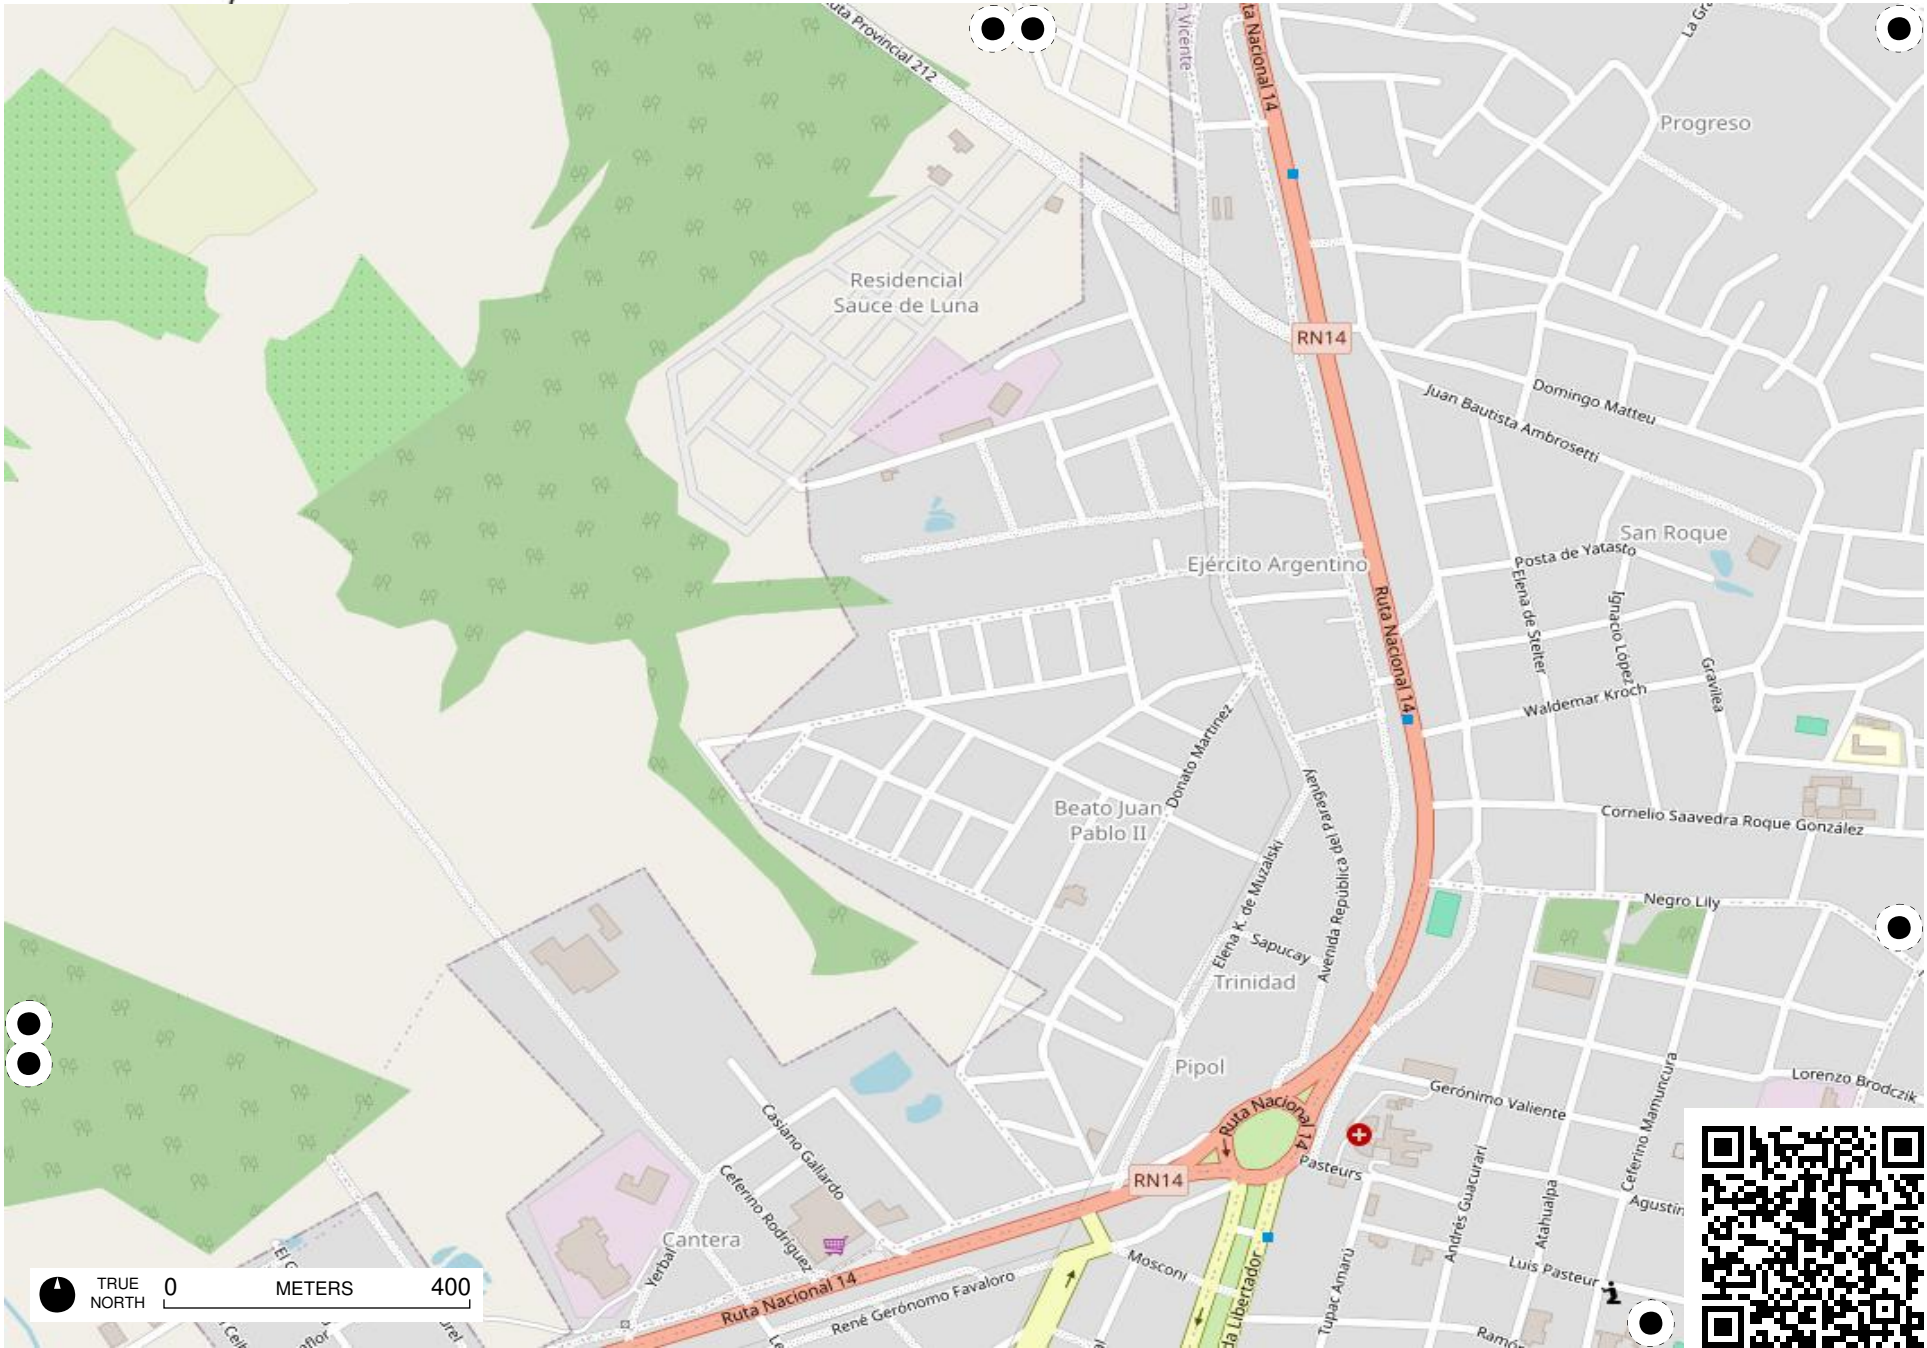 Ruta Provincial 212
Ruta Nacional 14
Progreso
Residencial
Sauce de Luna
RN14
Domingo Matteu
Juan Bautista Ambrosetti
San Roque
Posta de Yatasto
Ejército Argentino
Elena de Stelter
Ignacio López
Gravilea
Ruta Nacional 14
Waldemar Kroch
Donato Martinez
Avenida República del Paraguay
Beato Juan
Pablo II
Cornelio Saavedra Roque González
Elena K. de Muzalski
Negro Lily
Sapucay
Trinidad
Pipol
Lorenzo Brodczik
Gerónimo Valiente
Ceferino Mamuncura
Ruta Nacional 14
Casiano Gallardo
Ceferino Rodriguez
Pasteurs
RN14
Andrés Guacurarí
Atahualpa
Cantera
Yerbal
Mosconi
Luis Pasteur
Tupac Amarú
Ruta Nacional 14
René Gerónomo Favaloro
TRUE
NORTH
0 METERS 400